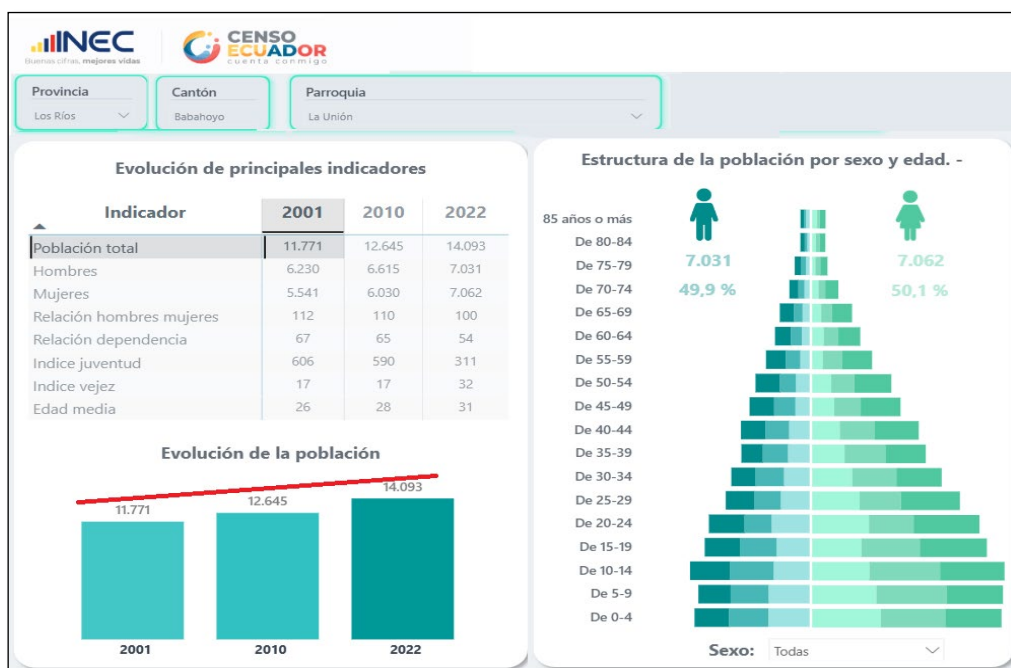 INEC
Buenas cifras, mejores vidas
CENSO
ECUADOR
cuenta conmigo
Provincia
Los Ríos
Cantón
Babahoyo
Parroquia
La Unión
Evolución de principales indicadores
Indicador 2001 2010 2022
Población total 11.771 12.645 14.093
Hombres 6.230 6.615 7.031
Mujeres 5.541 6.030 7.062
Relación hombres mujeres 112 110 100
Relación dependencia 67 65 54
Indice juventud 606 590 311
Indice vejez 17 17 32
Edad media 26 28 31
Evolución de la población
11.771
12.645
14.093
2001 2010 2022
Estructura de la población por sexo y edad. -
7.031
49,9 %
7.062
50,1 %
85 años o más
De 80-84
De 75-79
De 70-74
De 65-69
De 60-64
De 55-59
De 50-54
De 45-49
De 40-44
De 35-39
De 30-34
De 25-29
De 20-24
De 15-19
De 10-14
De 5-9
De 0-4
Sexo: Todas